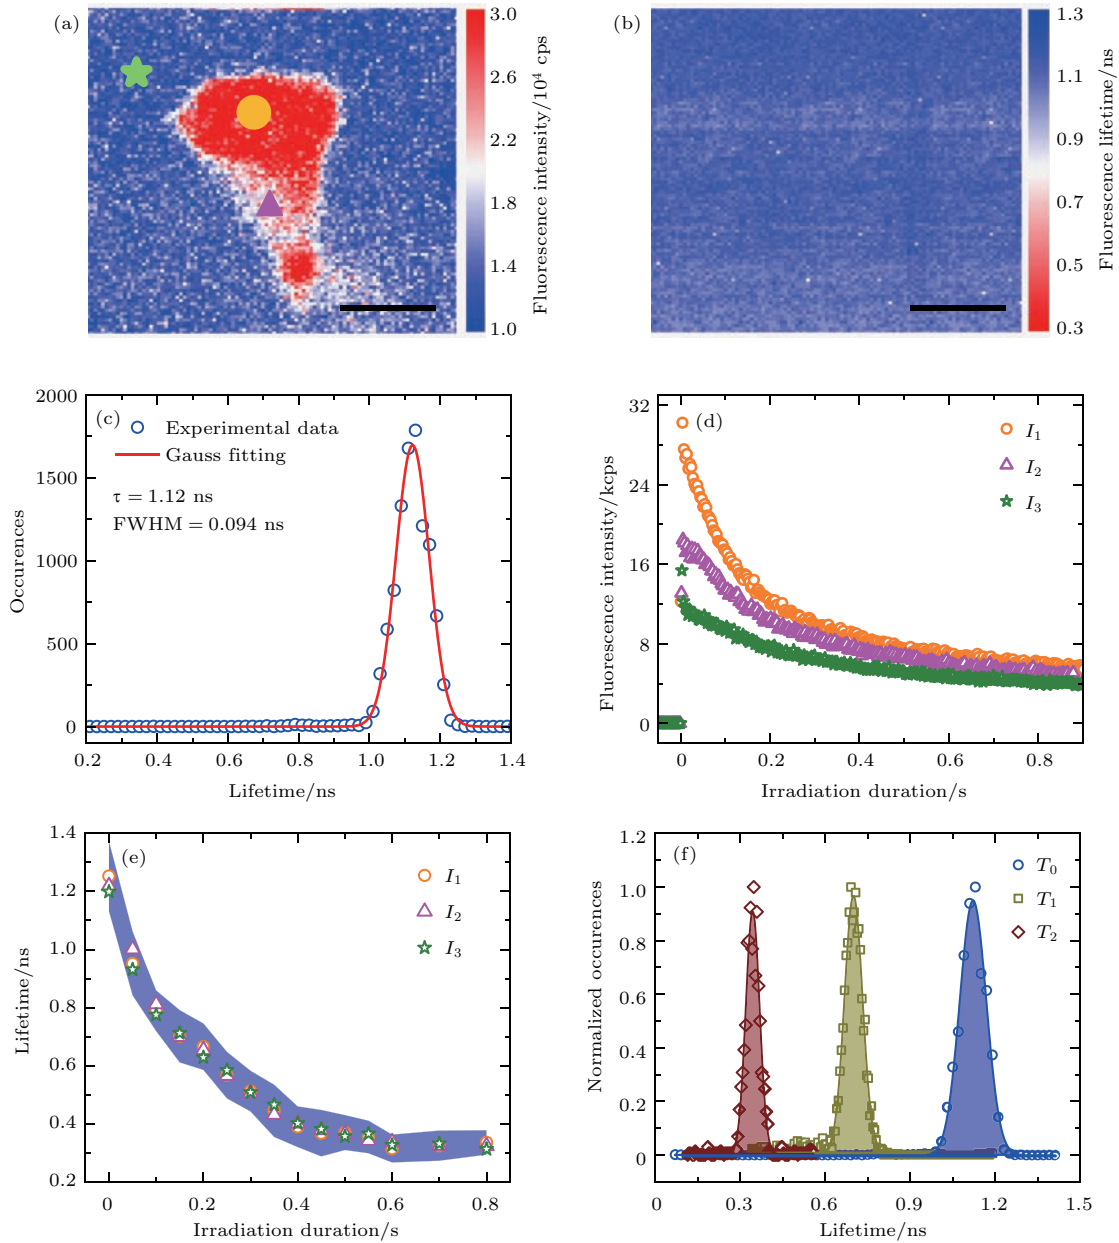 (a)
3.0
2.6
2.2
1.8
1.4
1.0
Fluorescence intensity/10⁴ cps
(b)
1.3
1.1
0.9
0.7
0.5
0.3
Fluorescence lifetime/ns
(c)
Experimental data
Gauss fitting
τ = 1.12 ns
FWHM = 0.094 ns
2000
1500
1000
500
0
Occurences
0.2
0.4
0.6
0.8
1.0
1.2
1.4
Lifetime/ns
(d)
I₁
I₂
I₃
32
24
16
8
0
Fluorescence intensity/kcps
0
0.2
0.4
0.6
0.8
Irradiation duration/s
(e)
I₁
I₂
I₃
1.4
1.2
1.0
0.8
0.6
0.4
0.2
Lifetime/ns
0
0.2
0.4
0.6
0.8
Irradiation duration/s
(f)
T₀
T₁
T₂
1.2
1.0
0.8
0.6
0.4
0.2
0
Normalized occurences
0
0.3
0.6
0.9
1.2
1.5
Lifetime/ns